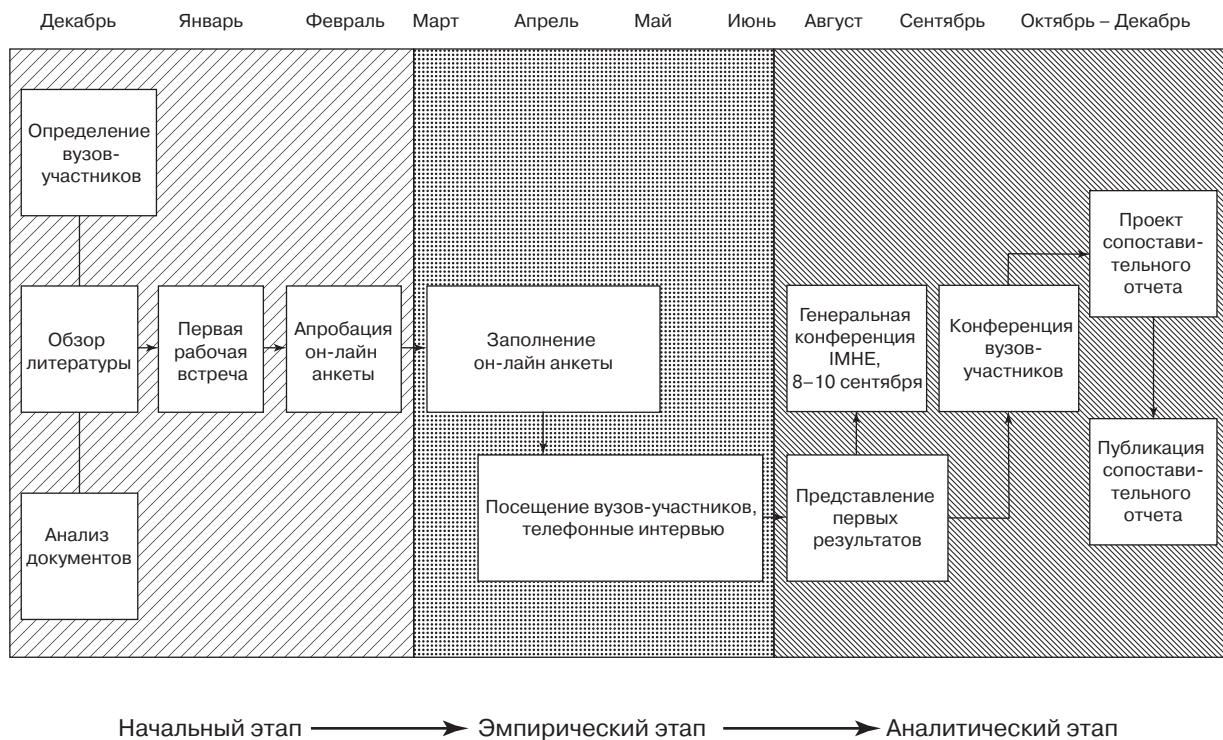 Декабрь Январь Февраль Март Апрель Май Июнь Август Сентябрь Октябрь – Декабрь
Определение
вузов-
участников
Обзор
литературы
Анализ
документов
Первая
рабочая
встреча
Апробация
он-лайн
анкеты
Заполнение
он-лайн анкеты
Посещение вузов-участников,
телефонные интервью
Генеральная
конференция
IMHE,
8–10 сентября
Представление
первых
результатов
Конференция
вузов-
участников
Проект
сопостави-
тельного
отчета
Публикация
сопостави-
тельного
отчета
Начальный этап Эмпирический этап Аналитический этап